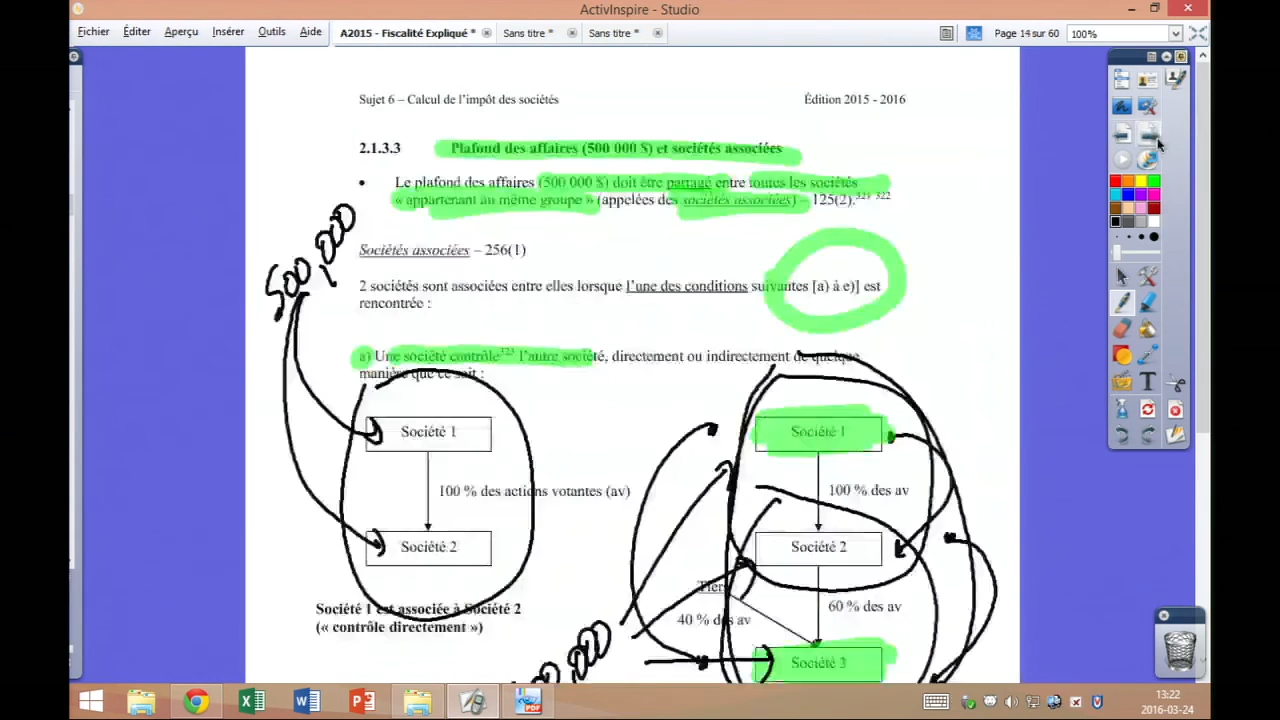 ActivInspire - Studio
Fichier Éditer Aperçu Insérer Outils Aide
A2015 - Fiscalité Expliqué * Sans titre * Sans titre *
Page 14 sur 60 100%
Sujet 6 – Calcul de l'impôt des sociétés Édition 2015 - 2016
2.1.3.3 Plafond des affaires (500 000 $) et sociétés associées
• Le plafond des affaires (500 000 $) doit être partagé entre toutes les sociétés
« appartenant au même groupe » (appelées des sociétés associées) – 125(2).321 322
500,000
Sociétés associées – 256(1)
2 sociétés sont associées entre elles lorsque l'une des conditions suivantes [a) à e)] est
rencontrée :
a) Une société contrôle323 l'autre société, directement ou indirectement de quelque
manière que ce soit :
Société 1
100 % des actions votantes (av)
Société 2
Société 1 est associée à Société 2
(« contrôle directement »)
Société 1
100 % des av
Société 2
Tiers
60 % des av
40 % des av
Société 3
13:22
2016-03-24